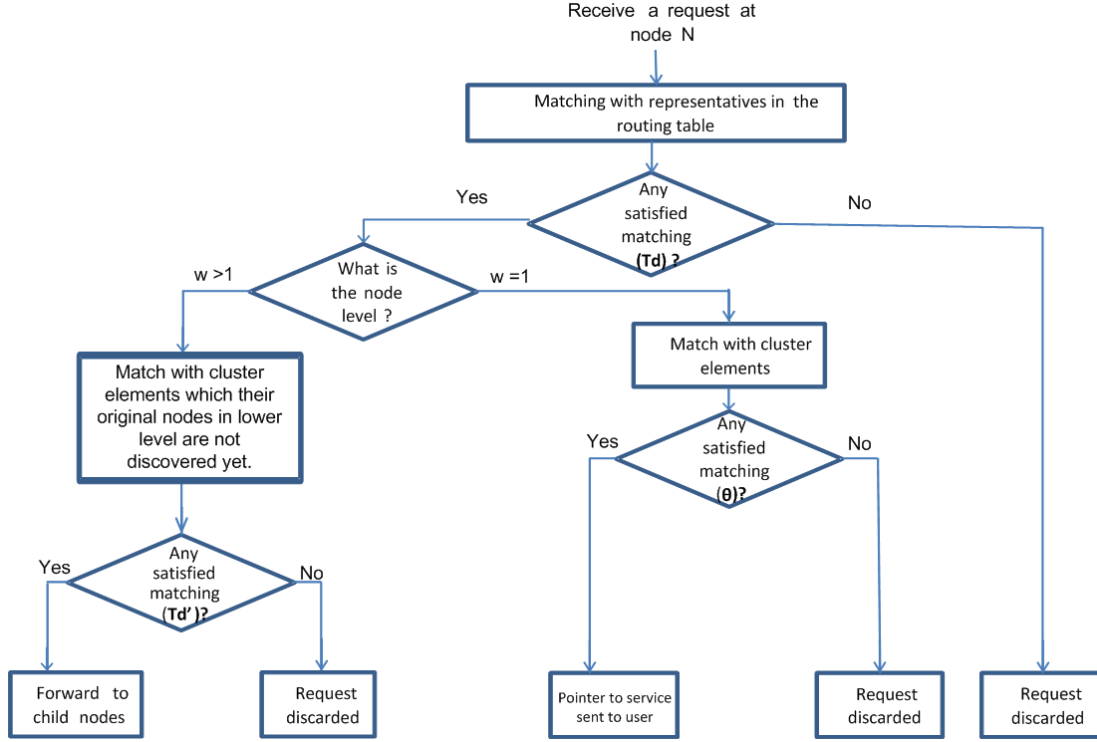 Receive a request at
node N
Matching with representatives in the
routing table
Yes
Any
satisfied
matching
(Td) ?
No
w >1
What is
the node
level ?
w =1
Match with cluster
elements which their
original nodes in lower
level are not
discovered yet.
Match with cluster
elements
Yes
Any
satisfied
matching
(θ)?
No
Yes
Any
satisfied
matching
(Td’ )?
No
Forward to
child nodes
Request
discarded
Pointer to service
sent to user
Request
discarded
Request
discarded